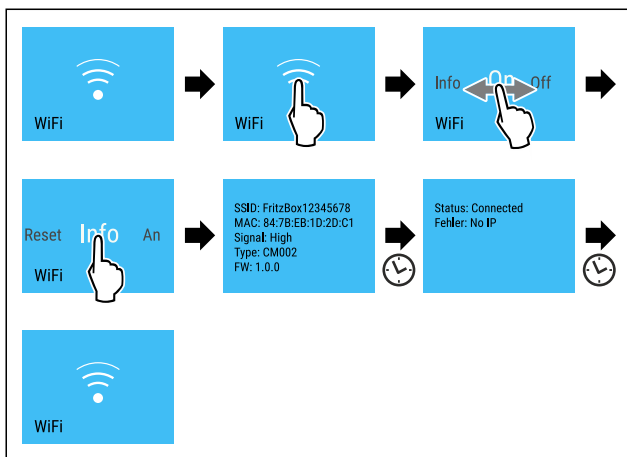 WiFi
WiFi
Info On Off
WiFi
Reset Info An
WiFi
SSID: FritzBox12345678
MAC: 84:7B:EB:1D:2D:C1
Signal: High
Type: CM002
FW: 1.0.0
Status: Connected
Fehler: No IP
WiFi